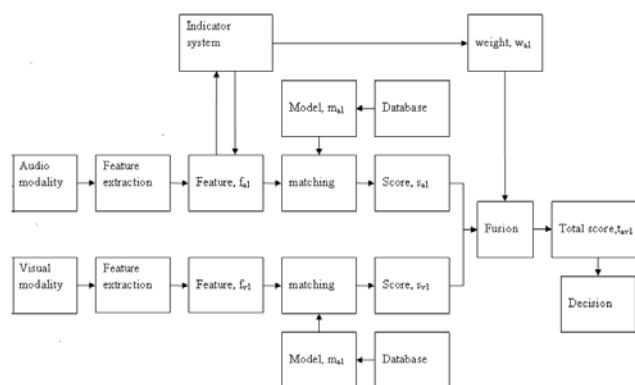 Indicator
system
weight, wa1
Model, ma1
Database
Audio
modality
Feature
extraction
Feature, fa1
matching
Score, sa1
Fusion
Total score,tav1
Visual
modality
Feature
extraction
Feature, fv1
matching
Score, sv1
Decision
Model, ma1
Database